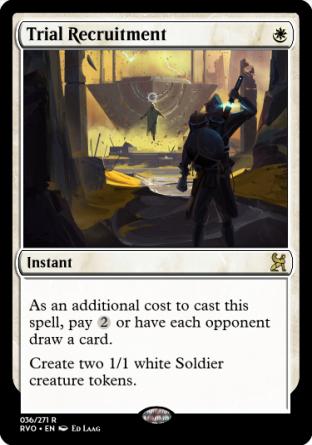 Trial Recruitment
Instant
As an additional cost to cast this
spell, pay 2 or have each opponent
draw a card.
Create two 1/1 white Soldier
creature tokens.
036/271 R
RVO • EN Ed Laag